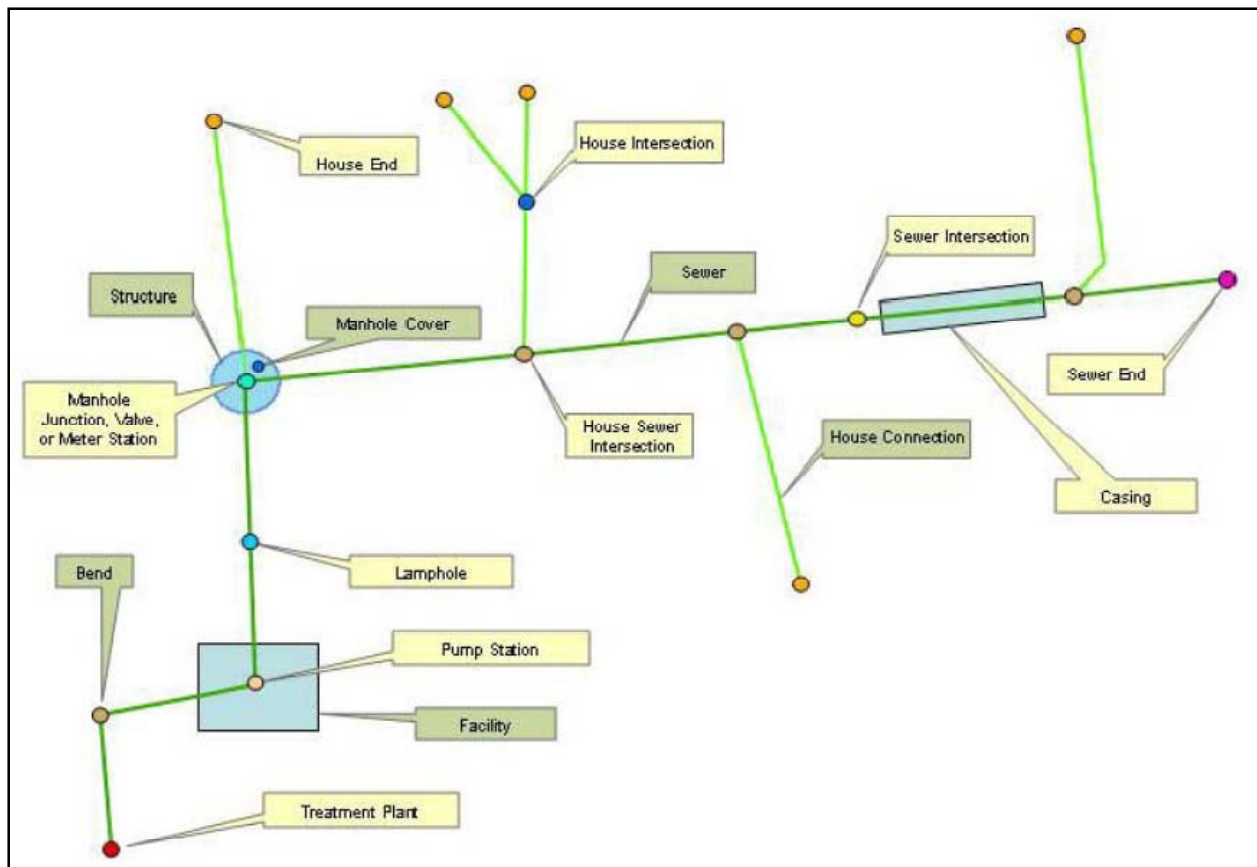 House End
House Intersection
Sewer Intersection
Structure
Sewer
Manhole Cover
Manhole
Junction, Valve,
or Meter Station
House Sewer
Intersection
Sewer End
House Connection
Casing
Bend
Lamphole
Pump Station
Facility
Treatment Plant